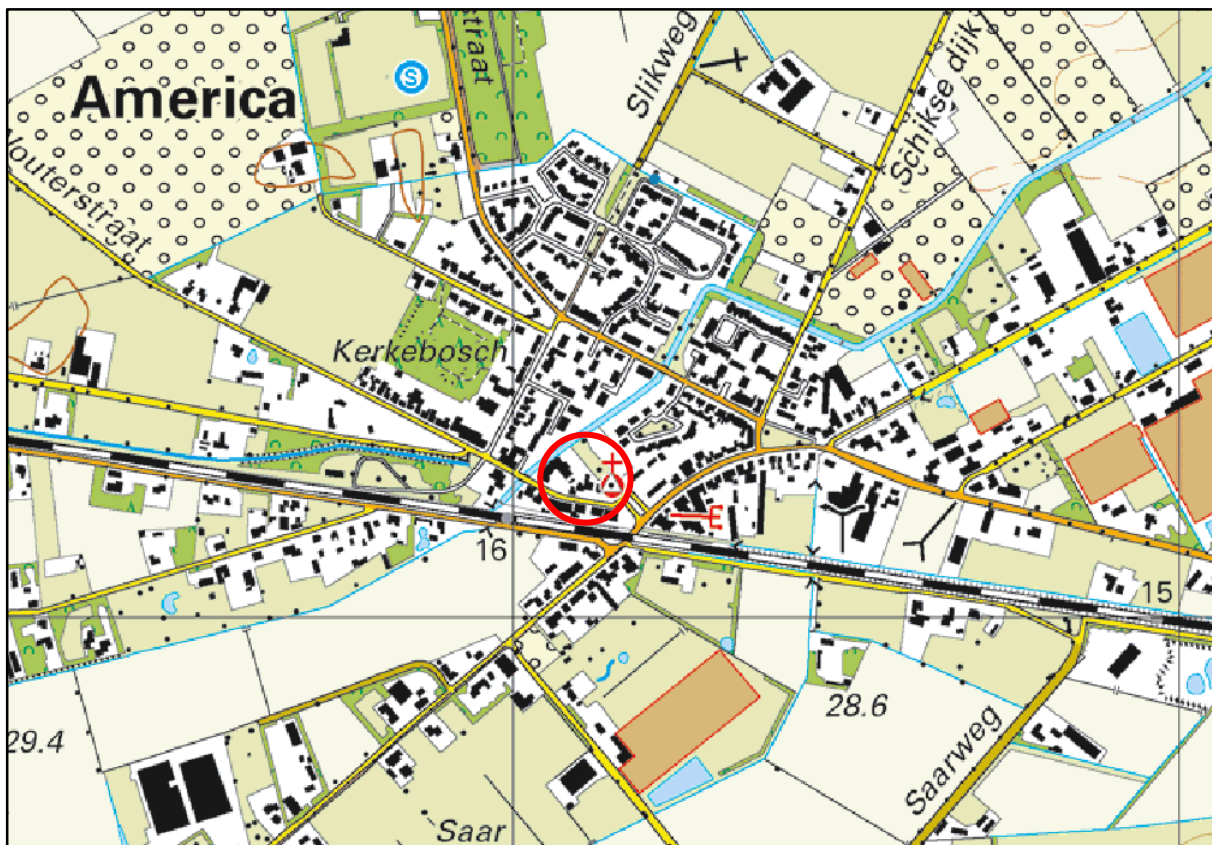 straat
Slikweg
Schikse dijk
S
America
Houterstraat
Kerkebosch
16
15
E
28.6
29.4
Saarweg
Saar